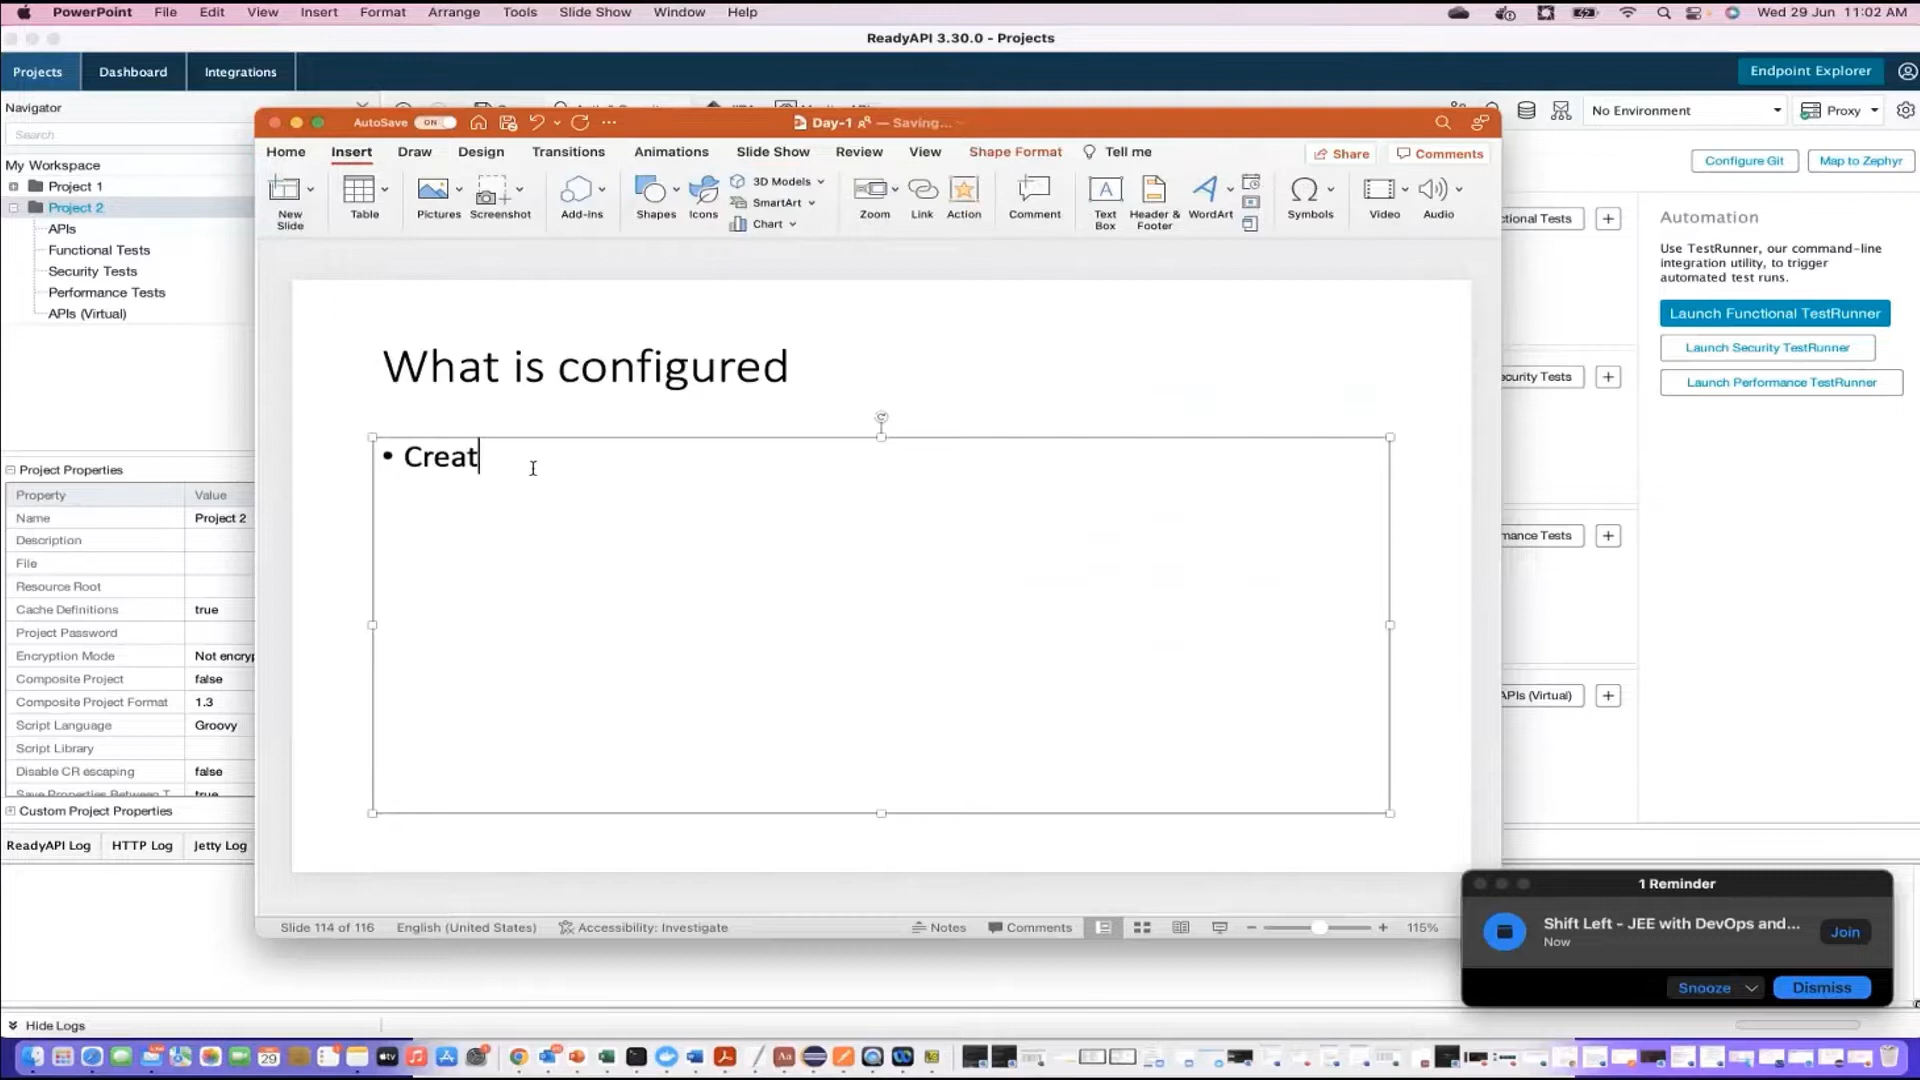 PowerPoint File Edit View Insert Format Arrange Tools Slide Show Window Help Wed 29 Jun 11:02 AM
ReadyAPI 3.30.0 - Projects
Projects Dashboard Integrations Endpoint Explorer
Navigator
Search
No Environment Proxy
AutoSave ON Day-1 — Saving...
Home Insert Draw Design Transitions Animations Slide Show Review View Shape Format Tell me Share Comments
My Workspace
Configure Git Map to Zephyr
Project 1
Project 2
APIs
Functional Tests
Security Tests
Performance Tests
APIs (Virtual)
New Slide
Table
Pictures
Screenshot
Add-ins
Shapes
Icons
3D Models
SmartArt
Chart
Zoom
Link
Action
Comment
Text Box
Header & Footer
WordArt
Symbols
Video
Audio
ctional Tests +
Automation
Use TestRunner, our command-line
integration utility, to trigger
automated test runs.
Launch Functional TestRunner
Launch Security TestRunner
Launch Performance TestRunner
ecurity Tests +
mance Tests +
APIs (Virtual) +
What is configured
• Creat
Project Properties
Property Value
Name Project 2
Description
File
Resource Root
Cache Definitions true
Project Password
Encryption Mode Not encryp
Composite Project false
Composite Project Format 1.3
Script Language Groovy
Script Library
Disable CR escaping false
Save Properties Between T true
Custom Project Properties
ReadyAPI Log HTTP Log Jetty Log
Slide 114 of 116 English (United States) Accessibility: Investigate Notes Comments 115%
1 Reminder
Shift Left - JEE with DevOps and...
Now
Join
Snooze Dismiss
Hide Logs